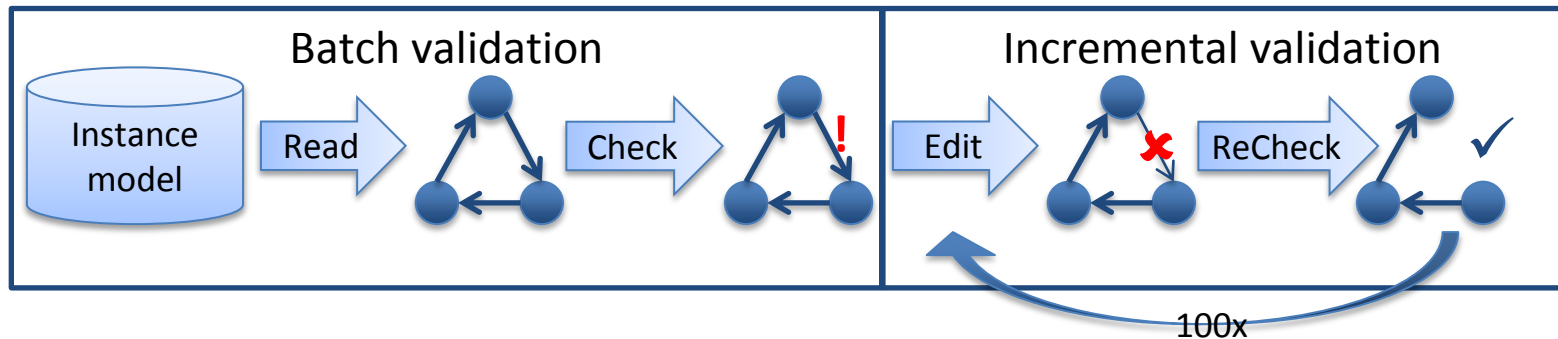 Batch validation
Instance
model
Read
Check
!
Incremental validation
Edit
ReCheck
100x